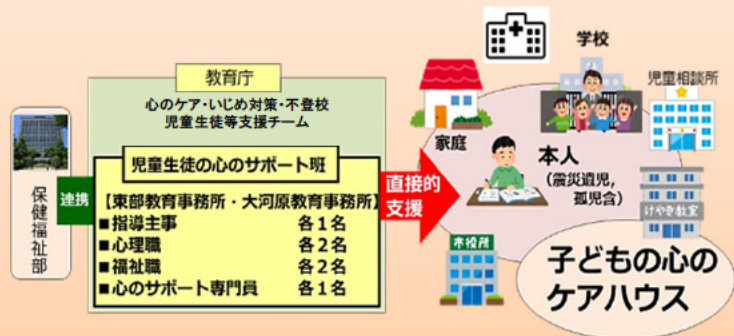 教育庁
心のケア・いじめ対策・不登校
児童生徒等支援チーム
児童生徒の心のサポート班
【東部教育事務所・大河原教育事務所】
■指導主事 各1名
■心理職 各2名
■福祉職 各2名
■心のサポート専門員 各1名
保健福祉部
連携
直接的
支援
学校
児童相談所
家庭
本人
(震災遺児,
孤児含)
けやき教室
市役所
子どもの心の
ケアハウス